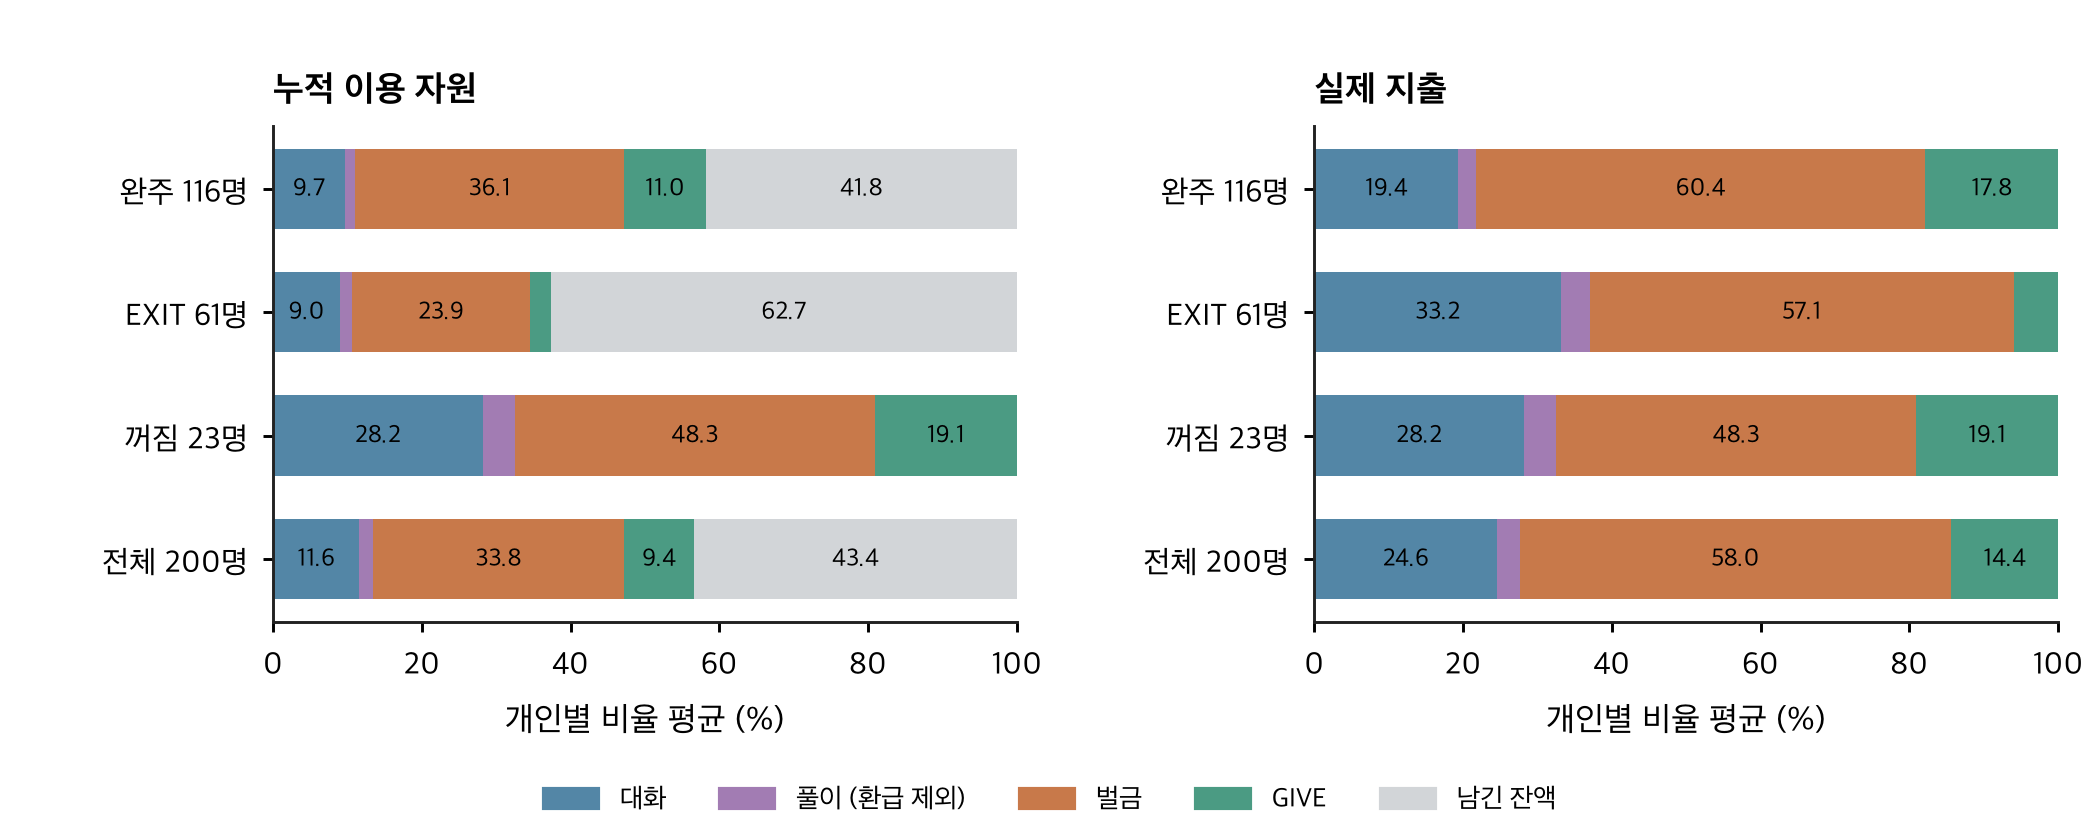 누적 이용 자원
완주 116명
9.7
36.1
11.0
41.8
EXIT 61명
9.0
23.9
62.7
꺼짐 23명
28.2
48.3
19.1
전체 200명
11.6
33.8
9.4
43.4
0 20 40 60 80 100
개인별 비율 평균 (%)
실제 지출
완주 116명
19.4
60.4
17.8
EXIT 61명
33.2
57.1
꺼짐 23명
28.2
48.3
19.1
전체 200명
24.6
58.0
14.4
0 20 40 60 80 100
개인별 비율 평균 (%)
대화 풀이 (환급 제외) 벌금 GIVE 남긴 잔액